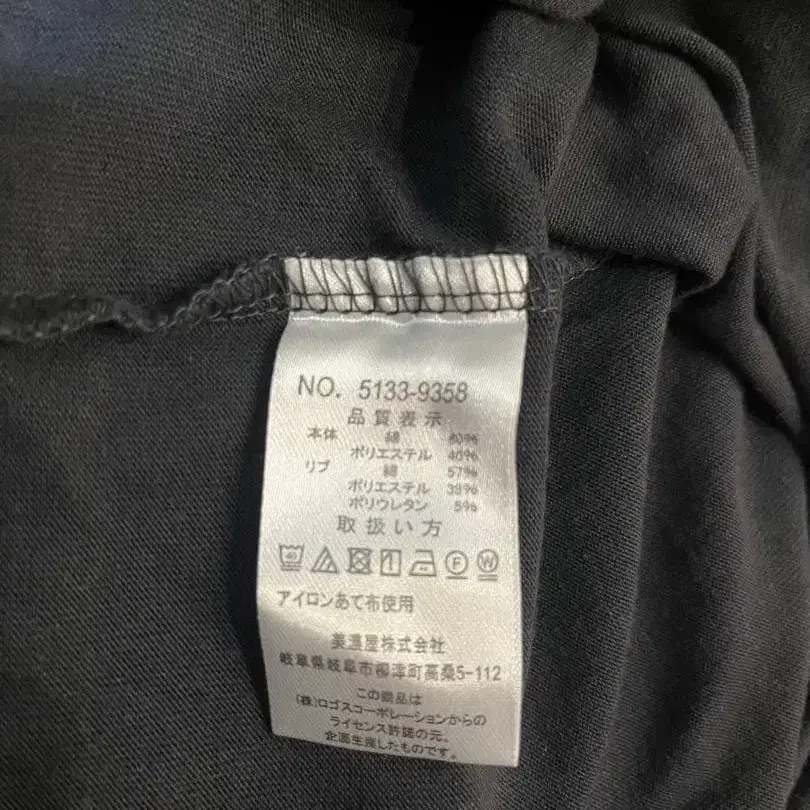 NO. 5133-9358
品質表示
本体 綿 60%
ポリエステル 40%
リブ 綿 57%
ポリエステル 38%
ポリウレタン 5%
取扱い方
40
アイロンあて布使用
美濃屋株式会社
岐阜県岐阜市柳津町高桑5-112
この商品は
(株)ロゴスコーポレーションからの
ライセンス許諾の元、
企画生産したものです。